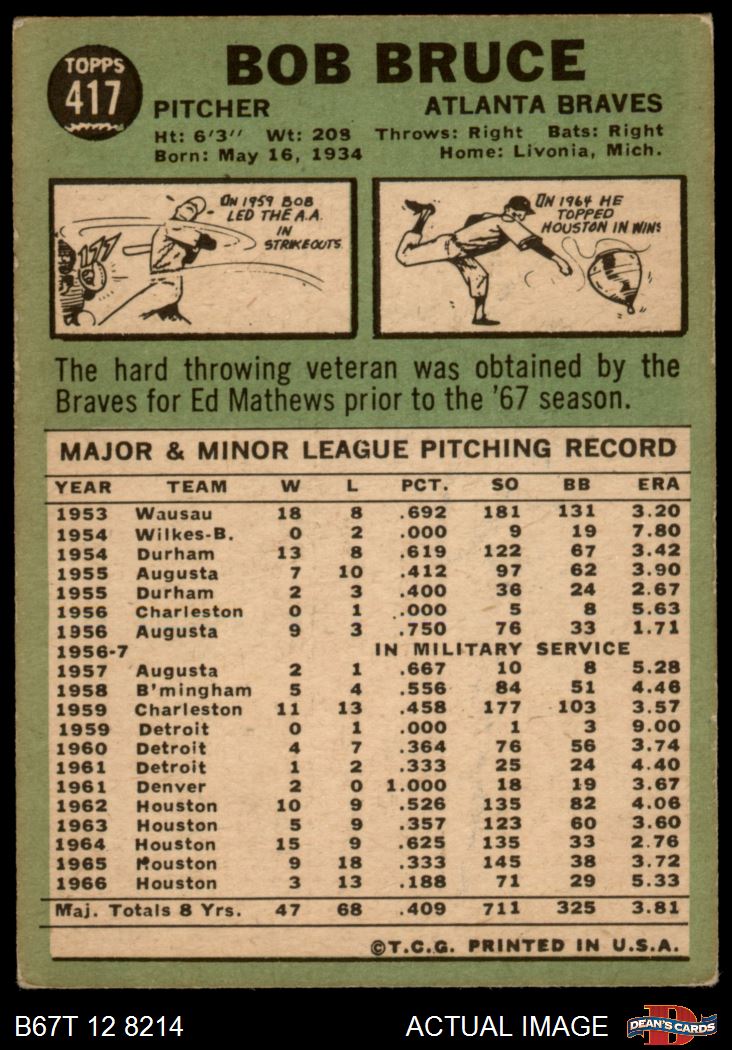 TOPPS
417
BOB BRUCE
PITCHER ATLANTA BRAVES
Ht: 6'3" Wt: 208 Throws: Right Bats: Right
Born: May 16, 1934 Home: Livonia, Mich.
ON 1959 BOB
LED THE A.A.
IN
STRIKEOUTS
177
ON 1964 HE
TOPPED
HOUSTON IN WINS
The hard throwing veteran was obtained by the
Braves for Ed Mathews prior to the '67 season.
MAJOR & MINOR LEAGUE PITCHING RECORD
YEAR TEAM W L PCT. SO BB ERA
1953 Wausau 18 8 .692 181 131 3.20
1954 Wilkes-B. 0 2 .000 9 19 7.80
1954 Durham 13 8 .619 122 67 3.42
1955 Augusta 7 10 .412 97 62 3.90
1955 Durham 2 3 .400 36 24 2.67
1956 Charleston 0 1 .000 5 8 5.63
1956 Augusta 9 3 .750 76 33 1.71
1956-7 IN MILITARY SERVICE
1957 Augusta 2 1 .667 10 8 5.28
1958 B'mingham 5 4 .556 84 51 4.46
1959 Charleston 11 13 .458 177 103 3.57
1959 Detroit 0 1 .000 1 3 9.00
1960 Detroit 4 7 .364 76 56 3.74
1961 Detroit 1 2 .333 25 24 4.40
1961 Denver 2 0 1.000 18 19 3.67
1962 Houston 10 9 .526 135 82 4.06
1963 Houston 5 9 .357 123 60 3.60
1964 Houston 15 9 .625 135 33 2.76
1965 Houston 9 18 .333 145 38 3.72
1966 Houston 3 13 .188 71 29 5.33
Maj. Totals 8 Yrs. 47 68 .409 711 325 3.81
©T.C.G. PRINTED IN U.S.A.
B67T 12 8214 ACTUAL IMAGE
D
DEAN'S CARDS